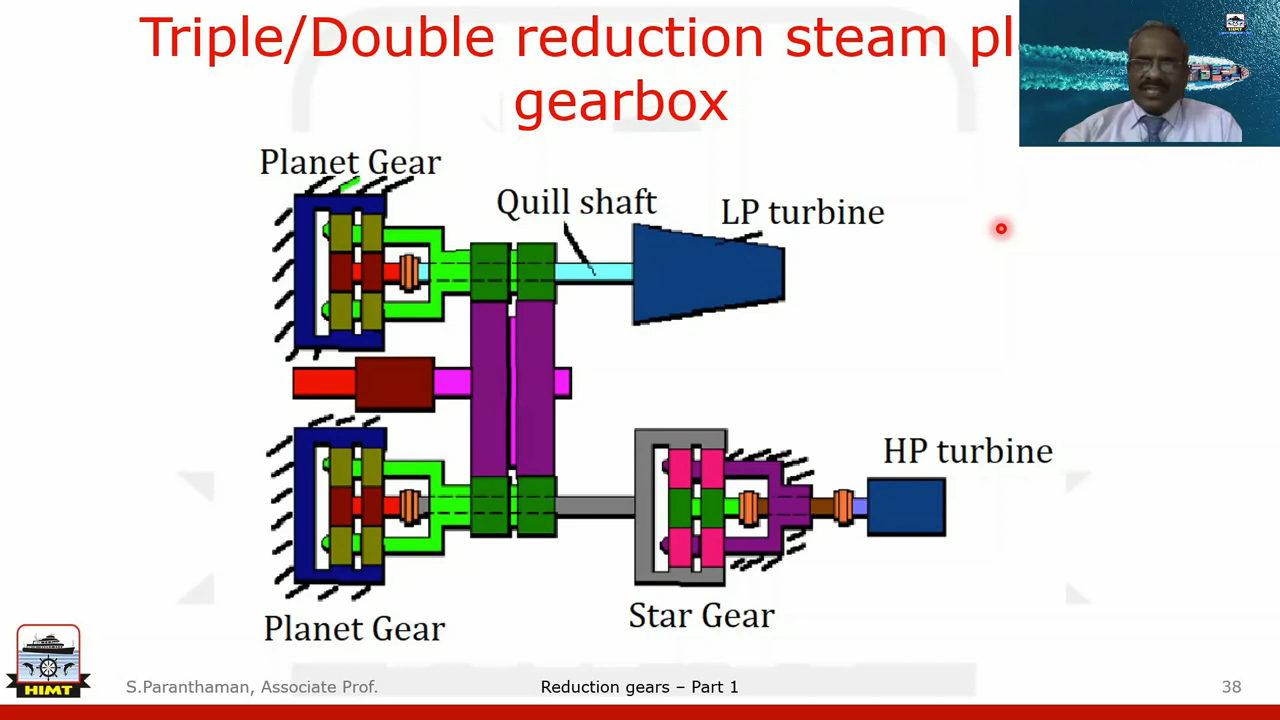 Triple/Double reduction steam pl
gearbox
Planet Gear
Quill shaft
LP turbine
HP turbine
Star Gear
Planet Gear
HIMT
S.Paranthaman, Associate Prof.
Reduction gears – Part 1
38
HIMT